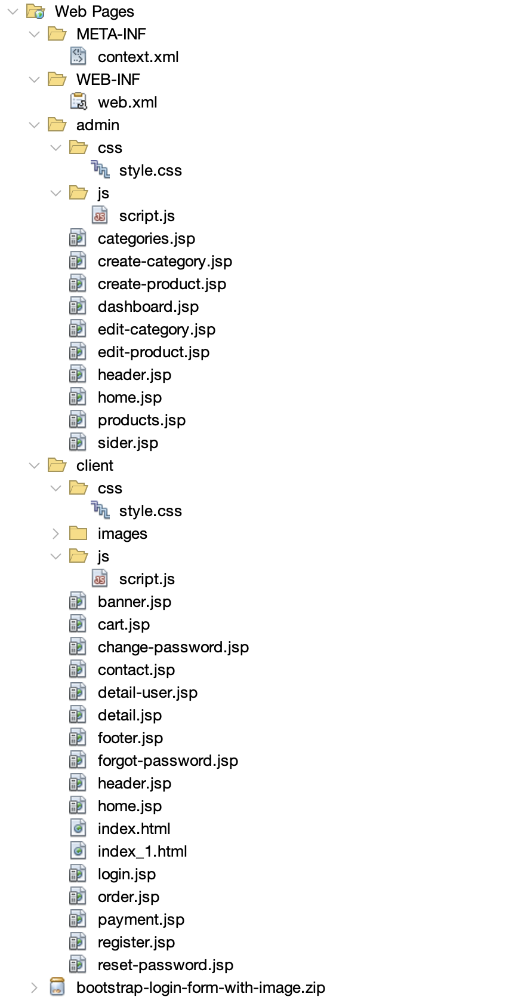 Web Pages
META-INF
context.xml
WEB-INF
web.xml
admin
css
style.css
js
script.js
categories.jsp
create-category.jsp
create-product.jsp
dashboard.jsp
edit-category.jsp
edit-product.jsp
header.jsp
home.jsp
products.jsp
sider.jsp
client
css
style.css
images
js
script.js
banner.jsp
cart.jsp
change-password.jsp
contact.jsp
detail-user.jsp
detail.jsp
footer.jsp
forgot-password.jsp
header.jsp
home.jsp
index.html
index_1.html
login.jsp
order.jsp
payment.jsp
register.jsp
reset-password.jsp
bootstrap-login-form-with-image.zip